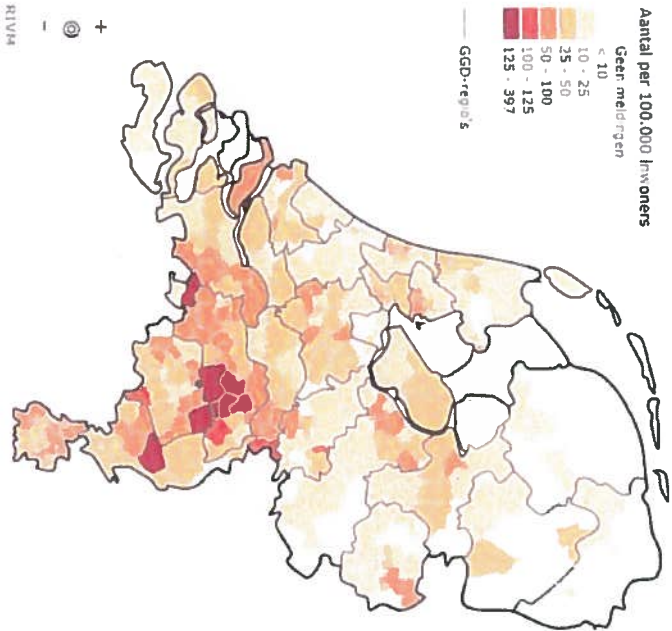 Aantal per 100.000 inwoners
Geen meldingen
< 10
10 - 25
25 - 50
50 - 100
100 - 125
125 - 397
GGD-regio's
+
-
RIVM